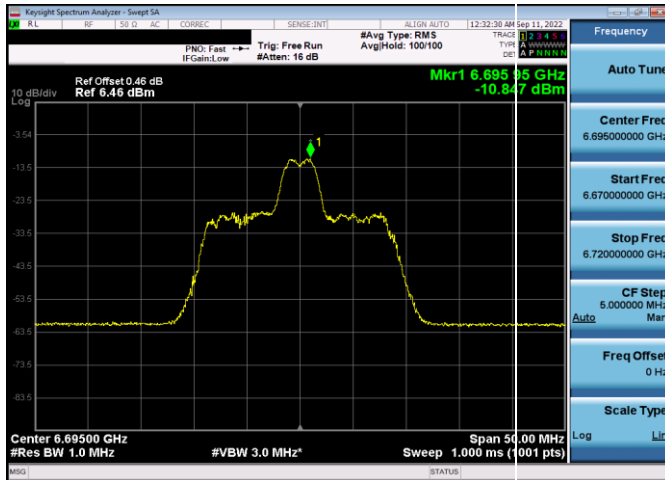 Keysight Spectrum Analyzer - Swept SA
RL RF 50 Ω AC CORREC SENSE:INT ALIGN AUTO 12:32:30 AM Sep 11, 2022
PNO: Fast
IFGain:Low
Trig: Free Run
#Atten: 16 dB
#Avg Type: RMS
Avg|Hold: 100/100
TRACE 1 2 3 4 5 6
TYPE A WWWWW
DET A P N N N N
Ref Offset 0.46 dB
10 dB/div Ref 6.46 dBm
Log
Mkr1 6.695 95 GHz
-10.847 dBm
1
-3.54
-13.5
-23.5
-33.5
-43.5
-53.5
-63.5
-73.5
-83.5
Center 6.69500 GHz Span 50.00 MHz
#Res BW 1.0 MHz #VBW 3.0 MHz* Sweep 1.000 ms (1001 pts)
MSG STATUS
Frequency
Auto Tune
Center Freq
6.695000000 GHz
Start Freq
6.670000000 GHz
Stop Freq
6.720000000 GHz
CF Step
5.000000 MHz
Auto Man
Freq Offset
0 Hz
Scale Type
Log Lin